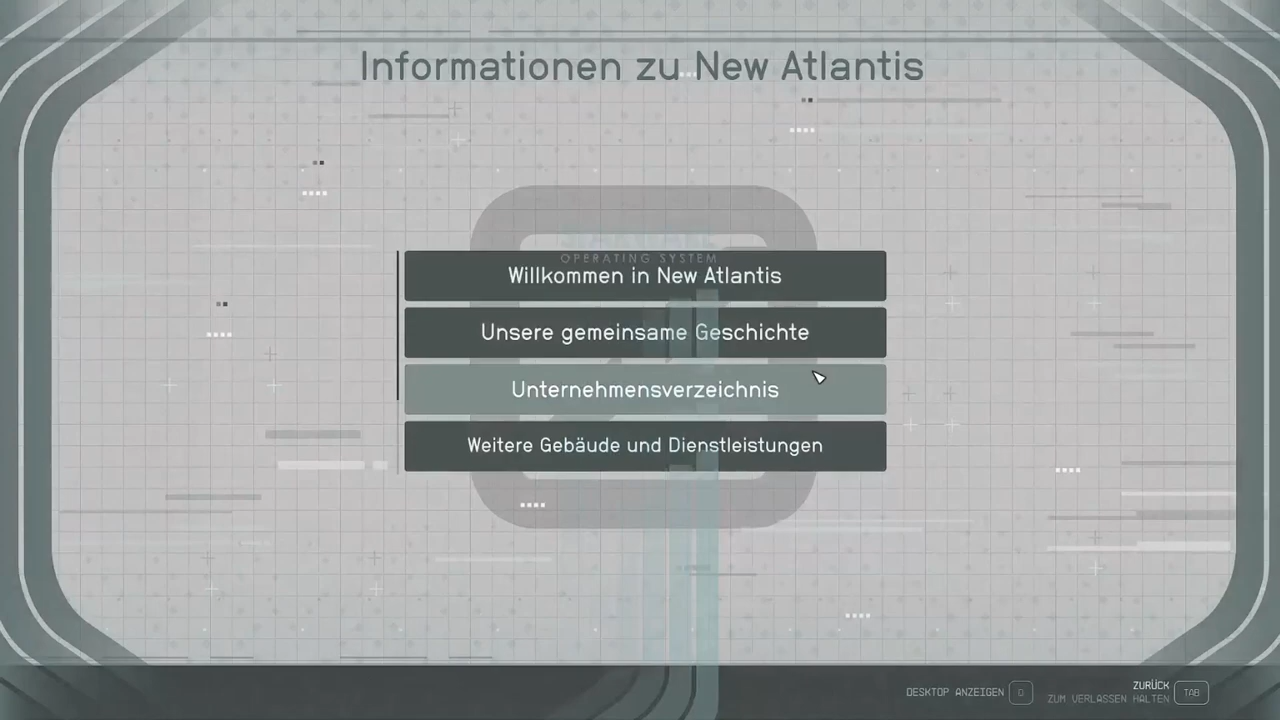 Informationen zu New Atlantis
OPERATING SYSTEM
Willkommen in New Atlantis
Unsere gemeinsame Geschichte
Unternehmensverzeichnis
Weitere Gebäude und Dienstleistungen
DESKTOP ANZEIGEN D
ZURÜCK
ZUM VERLASSEN HALTEN TAB